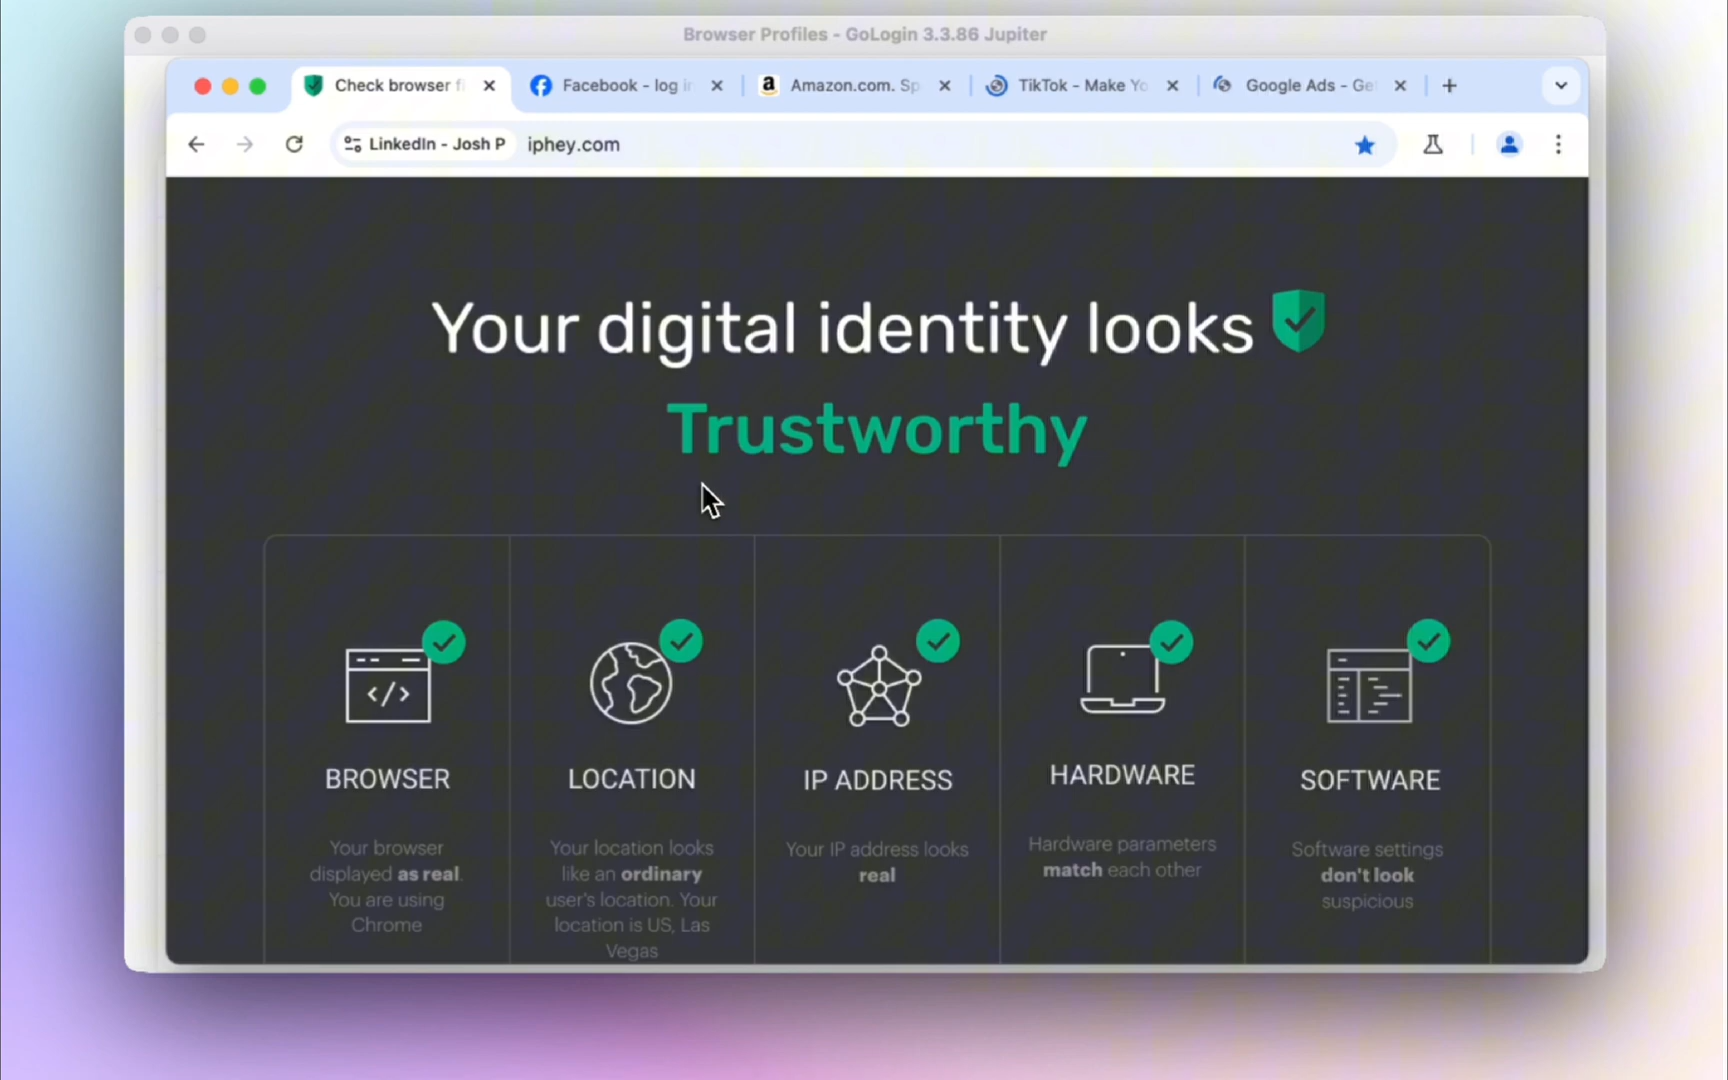 Browser Profiles - GoLogin 3.3.86 Jupiter
Check browser fi
Facebook - log in
Amazon.com. Sp
TikTok - Make Yo
Google Ads - Get
LinkedIn - Josh P
iphey.com
Your digital identity looks
Trustworthy
BROWSER
Your browser
displayed as real.
You are using
Chrome
LOCATION
Your location looks
like an ordinary
user's location. Your
location is US, Las
Vegas
IP ADDRESS
Your IP address looks
real
HARDWARE
Hardware parameters
match each other
SOFTWARE
Software settings
don't look
suspicious